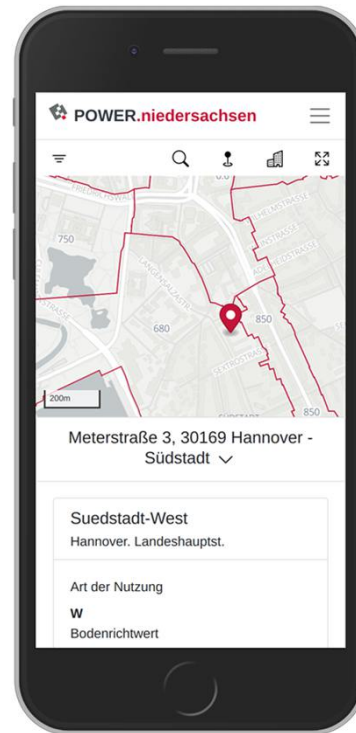 POWER.niedersachsen
750
680
850
200m
850
Meterstraße 3, 30169 Hannover -
Südstadt
Suedstadt-West
Hannover. Landeshauptst.
Art der Nutzung
W
Bodenrichtwert